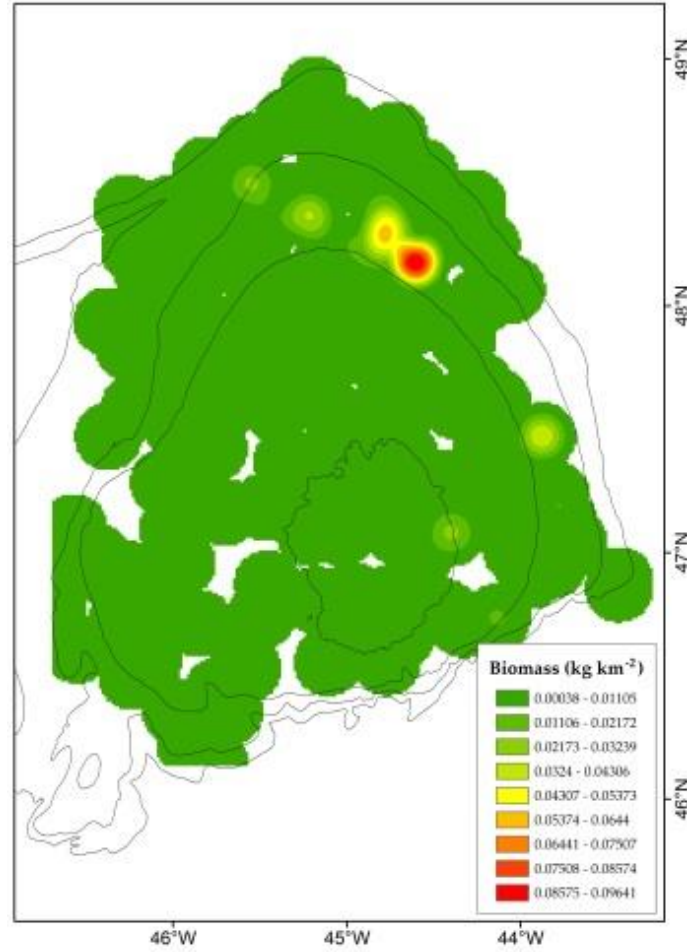 49°N
48°N
47°N
46°N
Biomass (kg km⁻²)
0.00038 - 0.01105
0.01106 - 0.02172
0.02173 - 0.03239
0.0324 - 0.04306
0.04307 - 0.05373
0.05374 - 0.0644
0.06441 - 0.07507
0.07508 - 0.08574
0.08575 - 0.09641
46°W 45°W 44°W